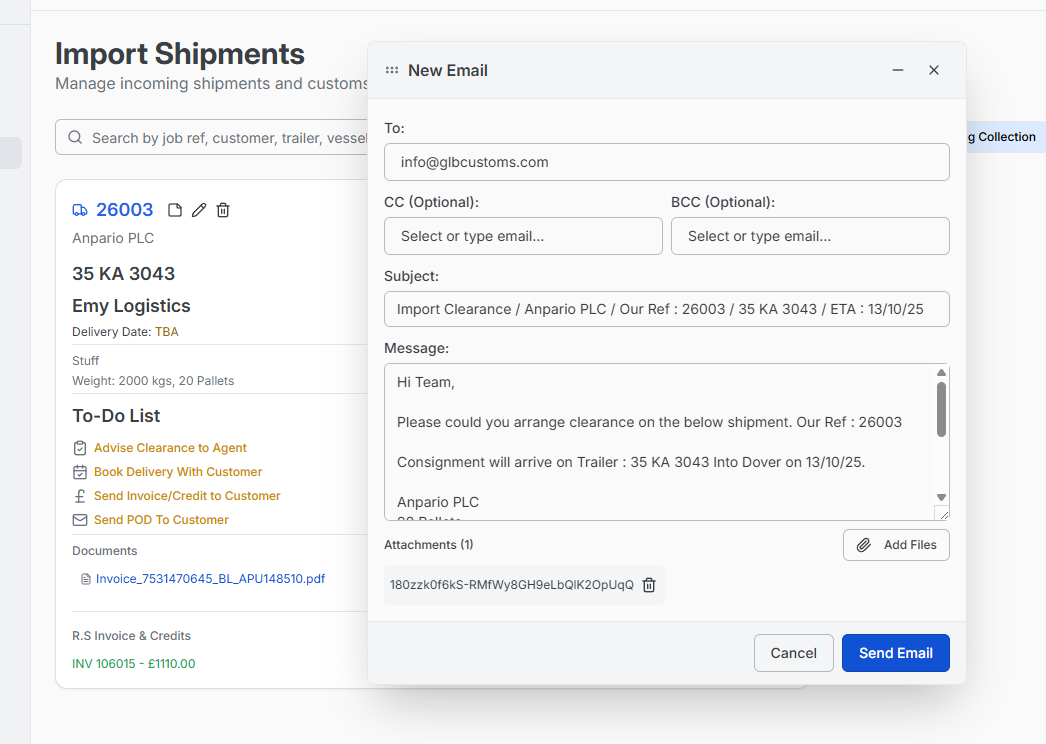 Import Shipments
Manage incoming shipments and customs
Search by job ref, customer, trailer, vesse
g Collection
26003
Anpario PLC
35 KA 3043
Emy Logistics
Delivery Date: TBA
Stuff
Weight: 2000 kgs, 20 Pallets
To-Do List
Advise Clearance to Agent
Book Delivery With Customer
Send Invoice/Credit to Customer
Send POD To Customer
Documents
Invoice_7531470645_BL_APU148510.pdf
R.S Invoice & Credits
INV 106015 - £1110.00
New Email
To:
info@glbcustoms.com
CC (Optional):
BCC (Optional):
Select or type email...
Select or type email...
Subject:
Import Clearance / Anpario PLC / Our Ref : 26003 / 35 KA 3043 / ETA : 13/10/25
Message:
Hi Team,
Please could you arrange clearance on the below shipment. Our Ref : 26003
Consignment will arrive on Trailer : 35 KA 3043 Into Dover on 13/10/25.
Anpario PLC
20 Pallets
Attachments (1)
Add Files
180zzk0f6kS-RMfWy8GH9eLbQlK2OpUqQ
Cancel
Send Email